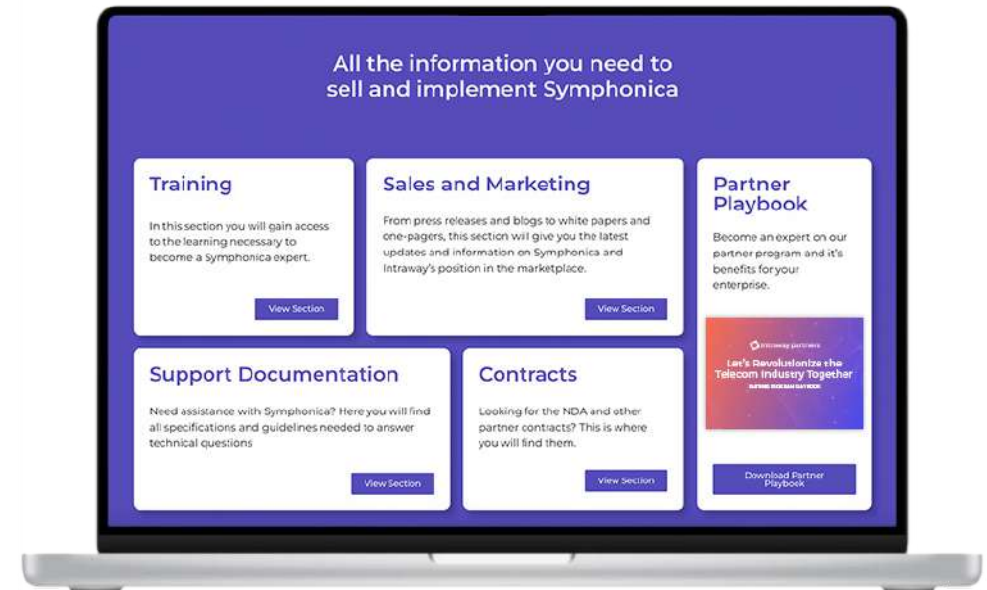 All the information you need to
sell and implement Symphonica
Training
In this section you will gain access
to the learning necessary to
become a Symphonica expert.
View Section
Sales and Marketing
From press releases and blogs to white papers and
one-pagers, this section will give you the latest
updates and information on Symphonica and
Intraway's position in the marketplace.
View Section
Partner
Playbook
Become an expert on our
partner program and it's
benefits for your
enterprise.
intraway partners
Let's Revolutionize the
Telecom Industry Together
Download Partner
Playbook
Support Documentation
Need assistance with Symphonica? Here you will find
all specifications and guidelines needed to answer
technical questions
View Section
Contracts
Looking for the NDA and other
partner contracts? This is where
you will find them.
View Section